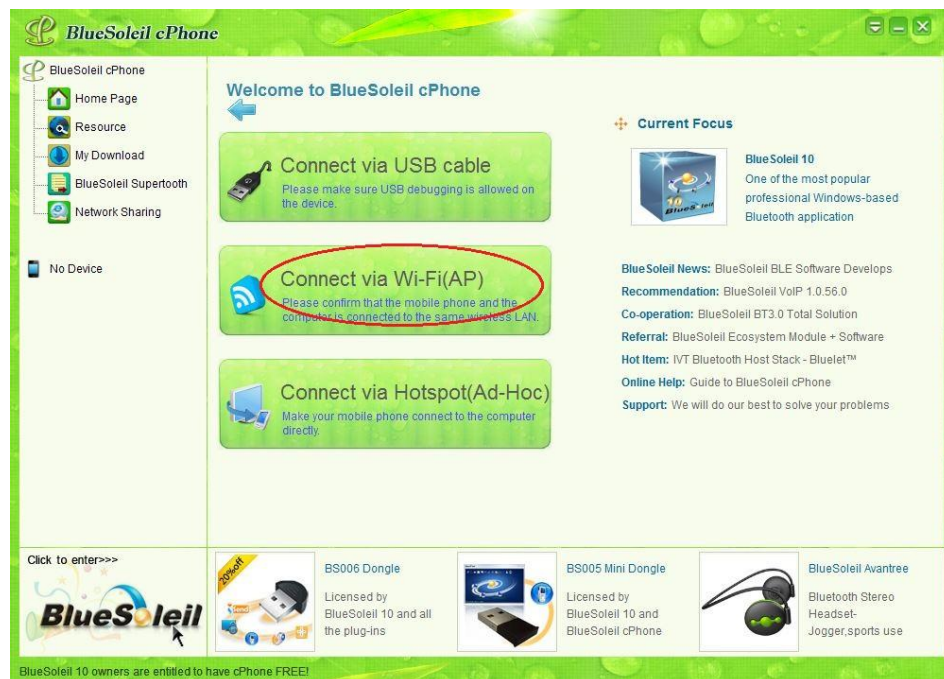 BlueSoleil cPhone
BlueSoleil cPhone
Home Page
Resource
My Download
BlueSoleil Supertooth
Network Sharing
No Device
Welcome to BlueSoleil cPhone
Connect via USB cable
Please make sure USB debugging is allowed on
the device.
Connect via Wi-Fi(AP)
Please confirm that the mobile phone and the
computer is connected to the same wireless LAN.
Connect via Hotspot(Ad-Hoc)
Make your mobile phone connect to the computer
directly.
Current Focus
10
BlueSoleil
BlueSoleil 10
One of the most popular
professional Windows-based
Bluetooth application
BlueSoleil News: BlueSoleil BLE Software Develops
Recommendation: BlueSoleil VoIP 1.0.56.0
Co-operation: BlueSoleil BT3.0 Total Solution
Referral: BlueSoleil Ecosystem Module + Software
Hot Item: IVT Bluetooth Host Stack - Bluelet™
Online Help: Guide to BlueSoleil cPhone
Support: We will do our best to solve your problems
Click to enter>>>
BlueSoleil
20%off
Send
BS006 Dongle
Licensed by
BlueSoleil 10 and all
the plug-ins
BS005 Mini Dongle
Licensed by
BlueSoleil 10 and
BlueSoleil cPhone
BlueSoleil Avantree
Bluetooth Stereo
Headset-
Jogger,sports use
BlueSoleil 10 owners are entitled to have cPhone FREE!